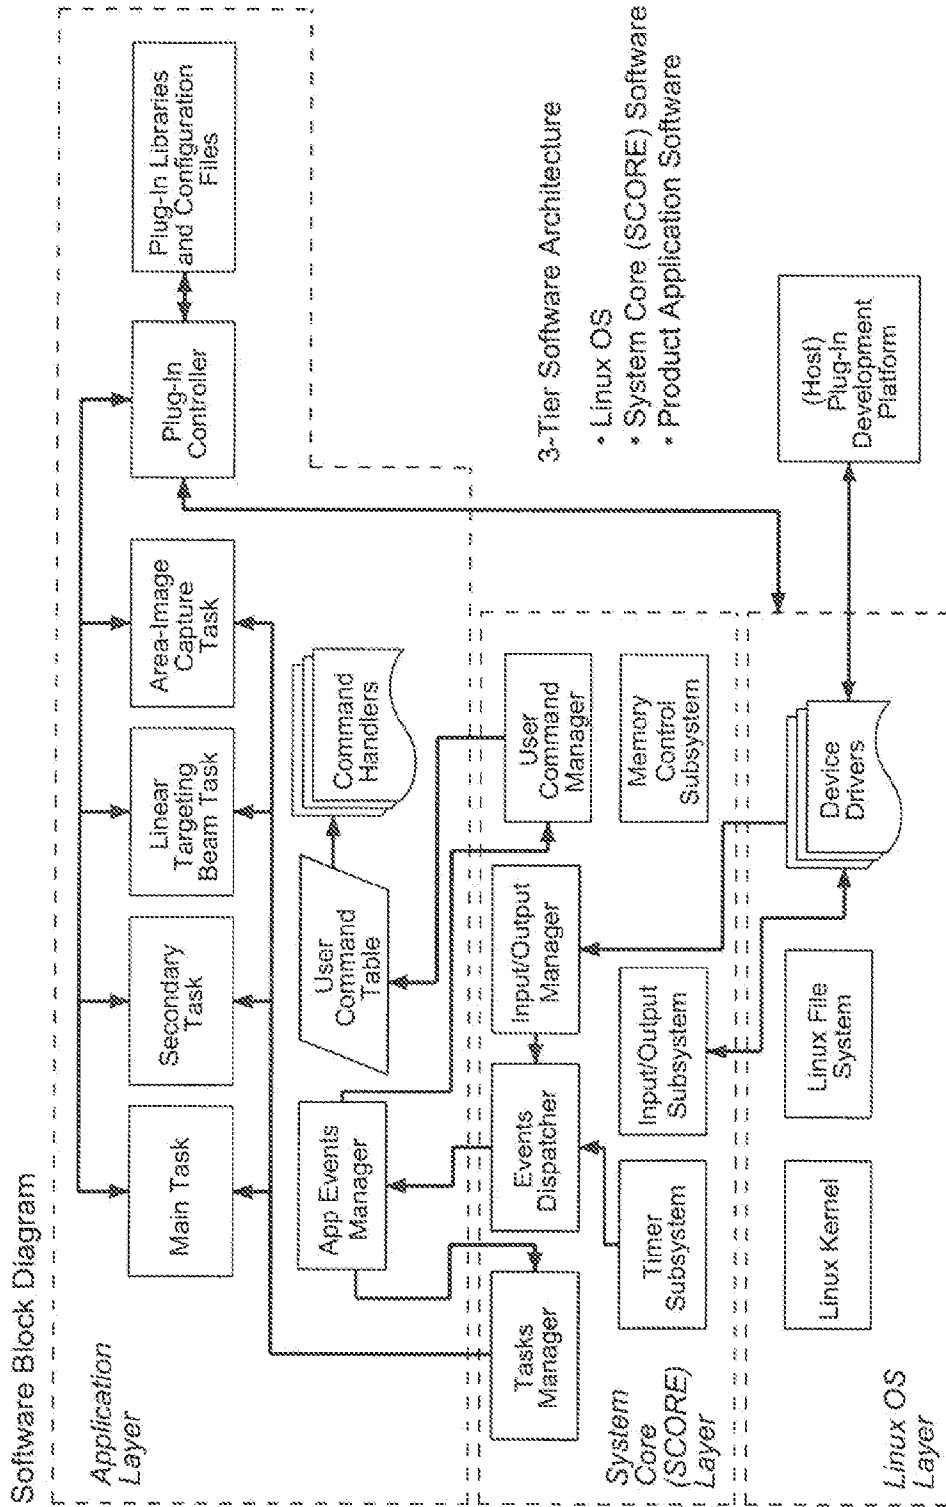 Software Block Diagram
Application
Layer
Main Task
Secondary
Task
Linear
Targeting
Beam Task
Area-Image
Capture
Task
Plug-In
Controller
Plug-In Libraries
and Configuration
Files
App Events
Manager
User
Command
Table
Command
Handlers
System
Core
(SCORE)
Layer
Tasks
Manager
Events
Dispatcher
Input/Output
Manager
User
Command
Manager
Timer
Subsystem
Input/Output
Subsystem
Memory
Control
Subsystem
3-Tier Software Architecture
• Linux OS
• System Core (SCORE) Software
• Product Application Software
Linux OS
Layer
Linux Kernel
Linux File
System
Device
Drivers
(Host)
Plug-In
Development
Platform